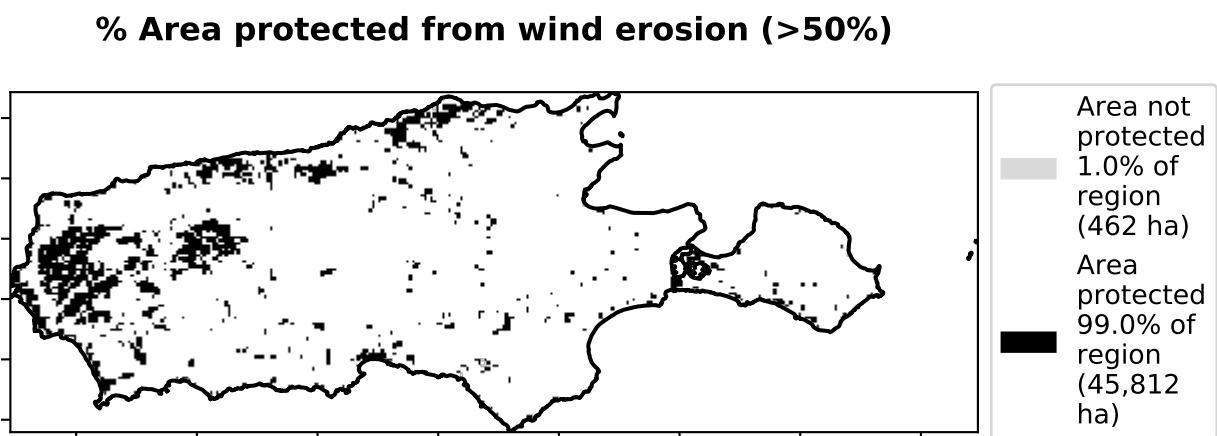 % Area protected from wind erosion (>50%)
Area not
protected
1.0% of
region
(462 ha)
Area
protected
99.0% of
region
(45,812
ha)